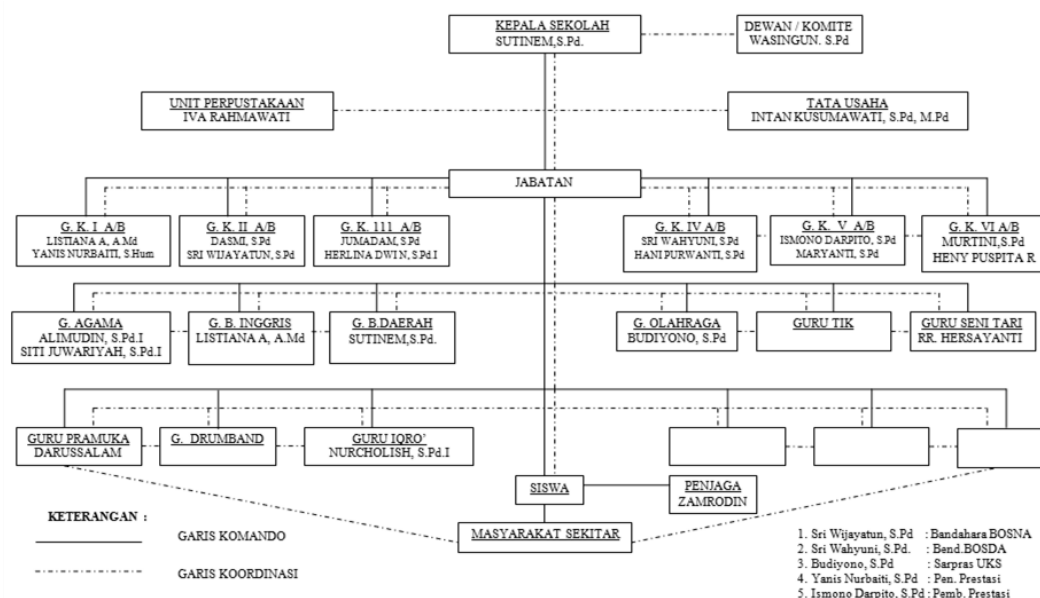 KEPALA SEKOLAH
SUTINEM,S.Pd.
DEWAN / KOMITE
WASINGUN. S.Pd
UNIT PERPUSTAKAAN
IVA RAHMAWATI
TATA USAHA
INTAN KUSUMAWATI, S.Pd, M.Pd
JABATAN
G. K. I A/B
LISTIANA A, A.Md
YANIS NURBAITI, S.Hum
G. K. II A/B
DASMI, S.Pd
SRI WIJAYATUN, S.Pd
G. K. 111 A/B
JUMADAM, S.Pd
HERLINA DWI N, S.Pd.I
G. K. IV A/B
SRI WAHYUNI, S.Pd
HANI PURWANTI, S.Pd
G. K. V A/B
ISMONO DARPITO, S.Pd
MARYANTI, S.Pd
G. K. VI A/B
MURTINI,S.Pd
HENY PUSPITA R
G. AGAMA
ALIMUDIN, S.Pd.I
SITI JUWARIYAH, S.Pd.I
G. B. INGGRIS
LISTIANA A, A.Md
G. B.DAERAH
SUTINEM,S.Pd.
G. OLAHRAGA
BUDIYONO, S.Pd
GURU TIK
GURU SENI TARI
RR. HERSAYANTI
GURU PRAMUKA
DARUSSALAM
G. DRUMBAND
GURU IQRO’
NURCHOLISH, S.Pd.I
SISWA
PENJAGA
ZAMRODIN
MASYARAKAT SEKITAR
KETERANGAN :
GARIS KOMANDO
GARIS KOORDINASI
1. Sri Wijayatun, S.Pd : Bandahara BOSNA
2. Sri Wahyuni, S.Pd. : Bend.BOSDA
3. Budiyono, S.Pd : Sarpras UKS
4. Yanis Nurbaiti, S.Pd : Pen. Prestasi
5. Ismono Darpito, S.Pd : Pemb. Prestasi